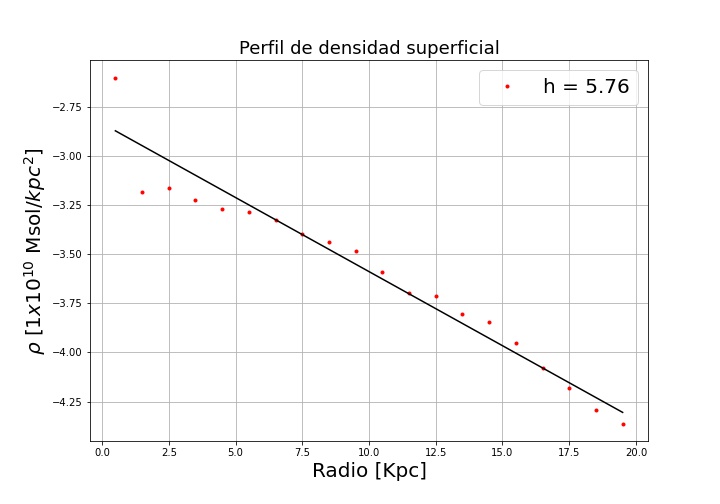 Perfil de densidad superficial
h = 5.76
ρ [1x10¹⁰ Msol/kpc²]
−2.75
−3.00
−3.25
−3.50
−3.75
−4.00
−4.25
0.0 2.5 5.0 7.5 10.0 12.5 15.0 17.5 20.0
Radio [Kpc]